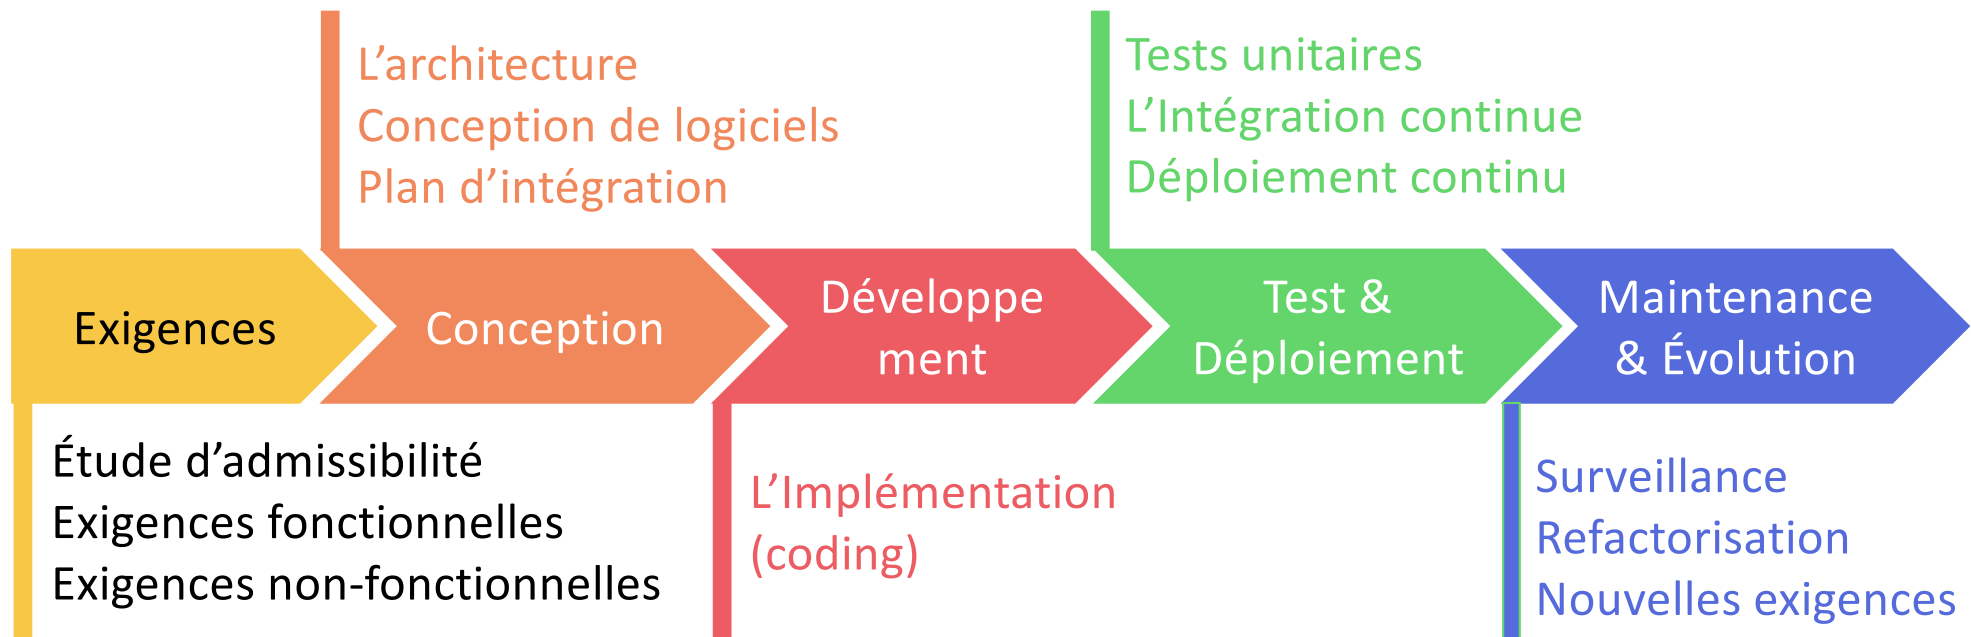 L’architecture
Conception de logiciels
Plan d’intégration
Tests unitaires
L’Intégration continue
Déploiement continu
Exigences
Conception
Développe
ment
Test &
Déploiement
Maintenance
& Évolution
Étude d’admissibilité
Exigences fonctionnelles
Exigences non-fonctionnelles
L’Implémentation
(coding)
Surveillance
Refactorisation
Nouvelles exigences